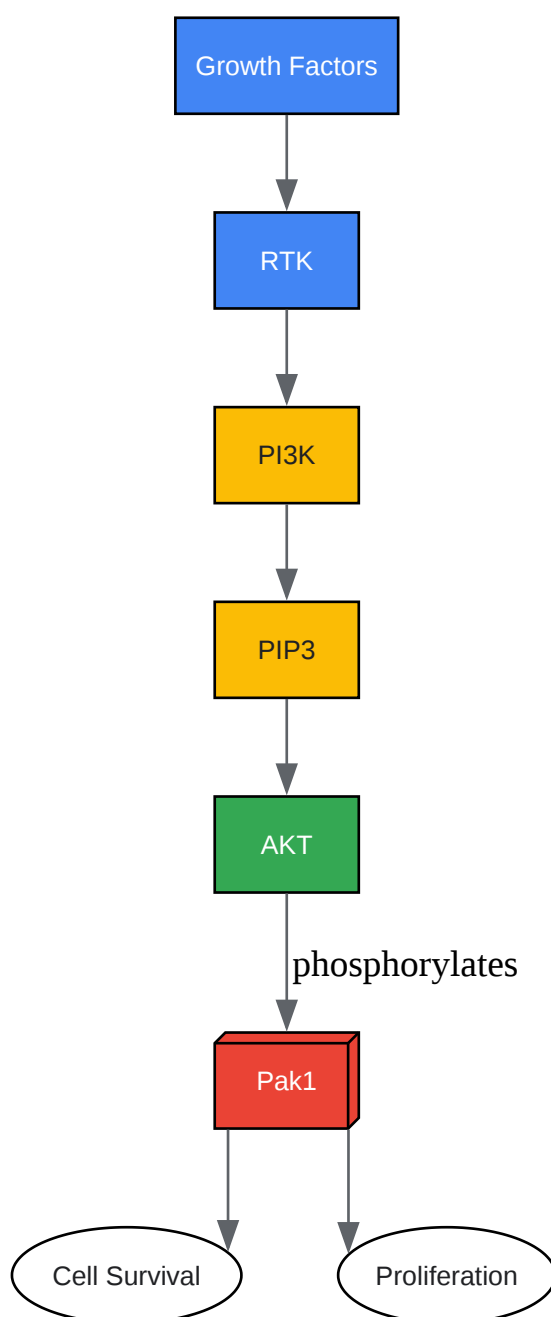 Growth Factors
RTK
PI3K
PIP3
AKT
phosphorylates
Pak1
Cell Survival
Proliferation